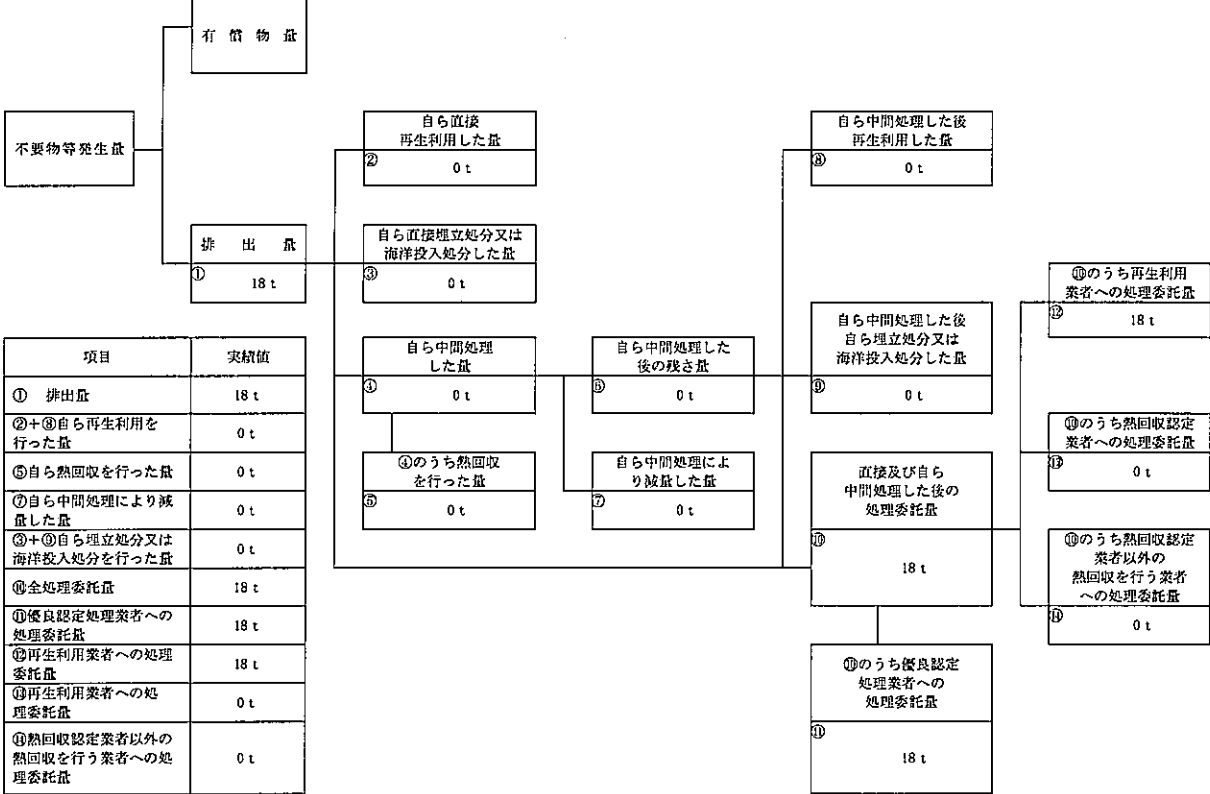 有償物量
不要物等発生量
排出量
①
18 t
自ら直接
再生利用した量
②
0 t
自ら直接埋立処分又は
海洋投入処分した量
③
0 t
自ら中間処理
した量
④
0 t
④のうち熱回収
を行った量
⑤
0 t
自ら中間処理した
後の残さ量
⑥
0 t
自ら中間処理によ
り減量した量
⑦
0 t
自ら中間処理した後
再生利用した量
⑧
0 t
自ら中間処理した後
自ら埋立処分又は
海洋投入処分した量
⑨
0 t
直接及び自ら
中間処理した後の
処理委託量
⑩
18 t
⑩のうち優良認定
処理業者への
処理委託量
⑪
18 t
⑩のうち再生利用
業者への処理委託量
⑫
18 t
⑩のうち熱回収認定
業者への処理委託量
⑬
0 t
⑩のうち熱回収認定
業者以外の
熱回収を行う業者
への処理委託量
⑭
0 t
項目 実績値
① 排出量 18 t
②+⑧自ら再生利用を
行った量 0 t
⑤自ら熱回収を行った量 0 t
⑦自ら中間処理により減
量した量 0 t
③+⑨自ら埋立処分又は
海洋投入処分を行った量 0 t
⑩全処理委託量 18 t
⑪優良認定処理業者への
処理委託量 18 t
⑫再生利用業者への処理
委託量 18 t
⑬再生利用業者への処
理委託量 0 t
⑭熱回収認定業者以外の
熱回収を行う業者への処
理委託量 0 t